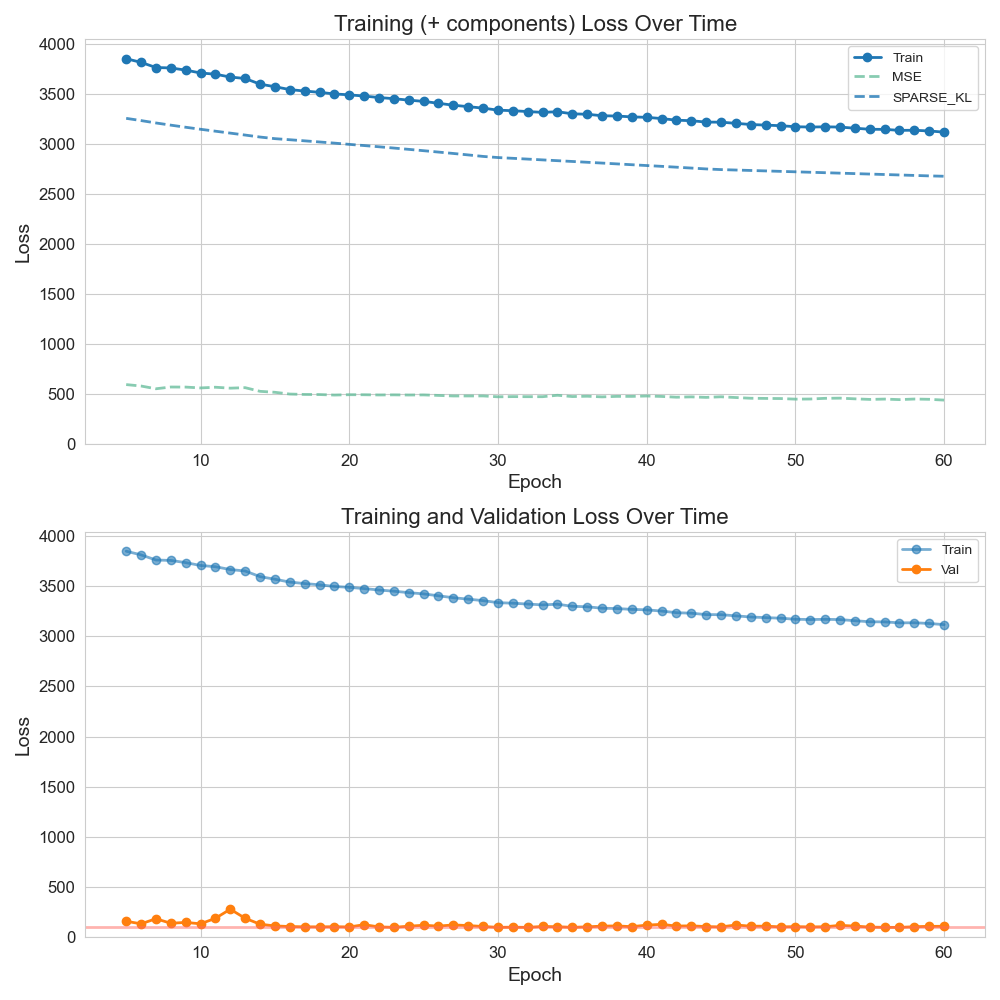 Training (+ components) Loss Over Time
4000
3500
3000
2500
2000
1500
1000
500
0
Loss
Train
MSE
SPARSE_KL
10
20
30
40
50
60
Epoch
Training and Validation Loss Over Time
4000
3500
3000
2500
2000
1500
1000
500
0
Loss
Train
Val
10
20
30
40
50
60
Epoch